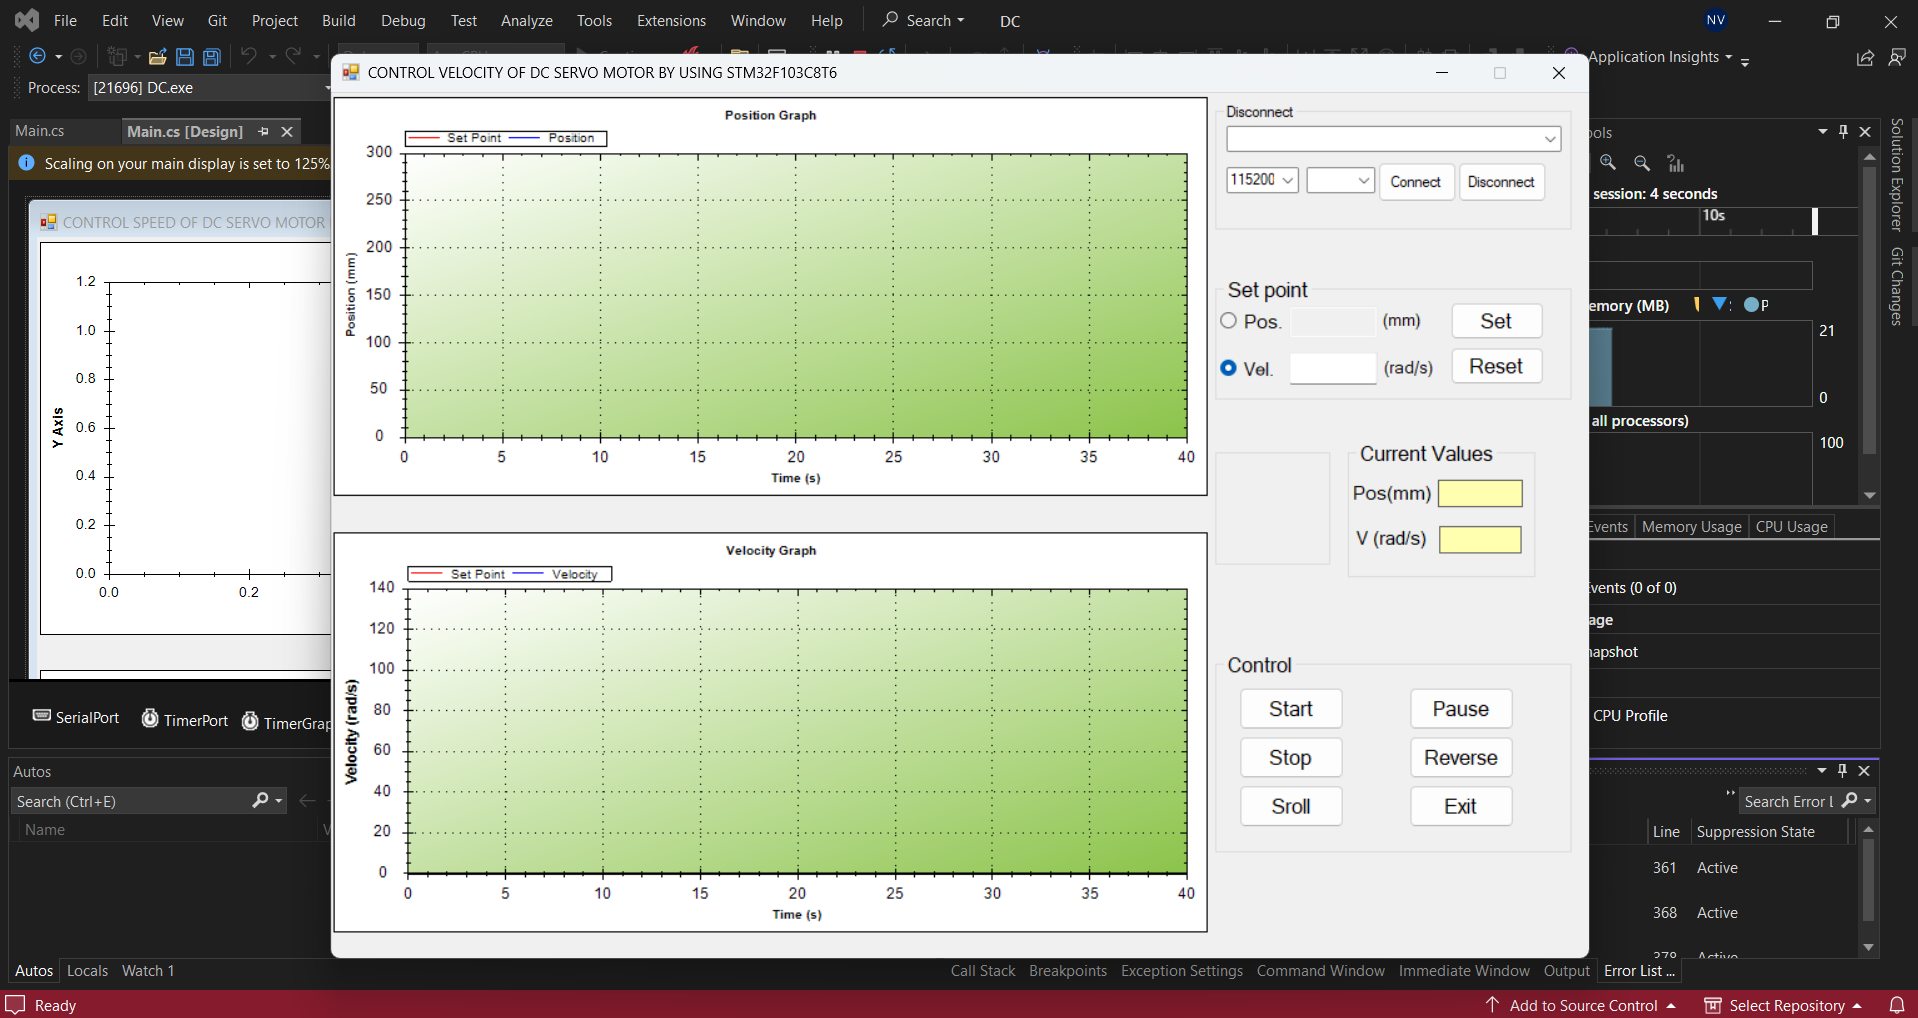 File Edit View Git Project Build Debug Test Analyze Tools Extensions Window Help Search DC NV
Application Insights
Process: [21696] DC.exe
CONTROL VELOCITY OF DC SERVO MOTOR BY USING STM32F103C8T6
Main.cs Main.cs [Design]
Scaling on your main display is set to 125%
CONTROL SPEED OF DC SERVO MOTOR
1.2
1.0
0.8
0.6
0.4
0.2
0.0
Y Axis
0.0 0.2
SerialPort TimerPort TimerGrap
Autos
Search (Ctrl+E)
Name V
Autos Locals Watch 1
Position Graph
Set Point Position
300
250
200
150
100
50
0
Position (mm)
0 5 10 15 20 25 30 35 40
Time (s)
Velocity Graph
Set Point Velocity
140
120
100
80
60
40
20
0
Velocity (rad/s)
0 5 10 15 20 25 30 35 40
Time (s)
Disconnect
115200 Connect Disconnect
Set point
Pos. (mm) Set
Vel. (rad/s) Reset
Current Values
Pos(mm)
V (rad/s)
Control
Start Pause
Stop Reverse
Sroll Exit
ools
session: 4 seconds
10s
emory (MB) P
21
0
all processors)
100
Events Memory Usage CPU Usage
Events (0 of 0)
age
napshot
CPU Profile
Search Error L
Line Suppression State
361 Active
368 Active
378 Active
Call Stack Breakpoints Exception Settings Command Window Immediate Window Output Error List ...
Solution Explorer
Git Changes
Ready Add to Source Control Select Repository